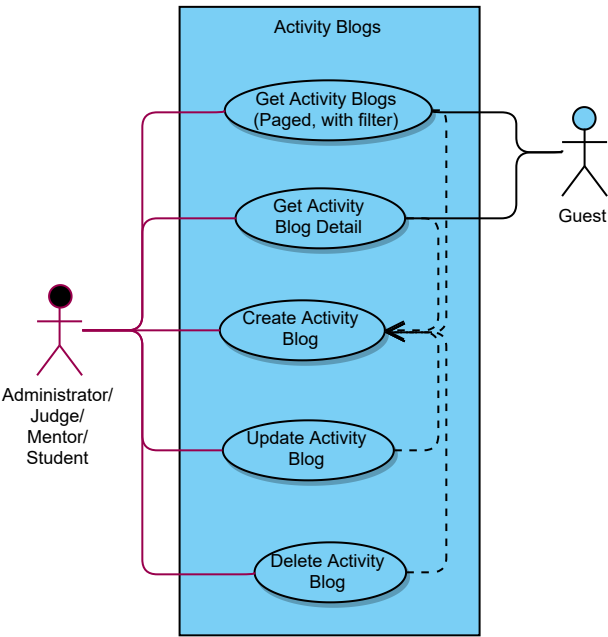 Activity Blogs
Get Activity Blogs
(Paged, with filter)
Guest
Get Activity
Blog Detail
Create Activity
Blog
Administrator/
Judge/
Mentor/
Student
Update Activity
Blog
Delete Activity
Blog